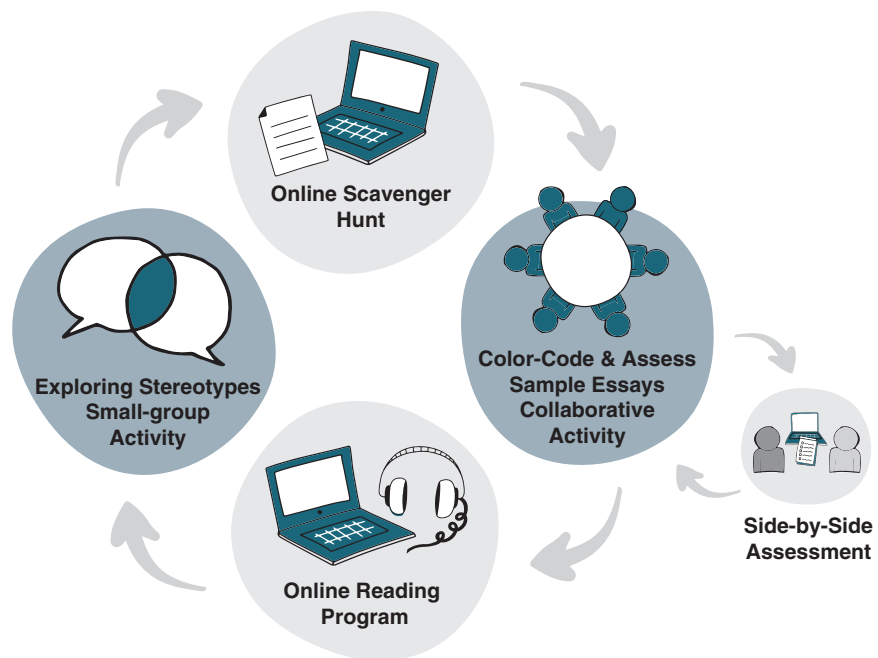 Online Scavenger
Hunt
Exploring Stereotypes
Small-group
Activity
Color-Code & Assess
Sample Essays
Collaborative
Activity
Side-by-Side
Assessment
Online Reading
Program